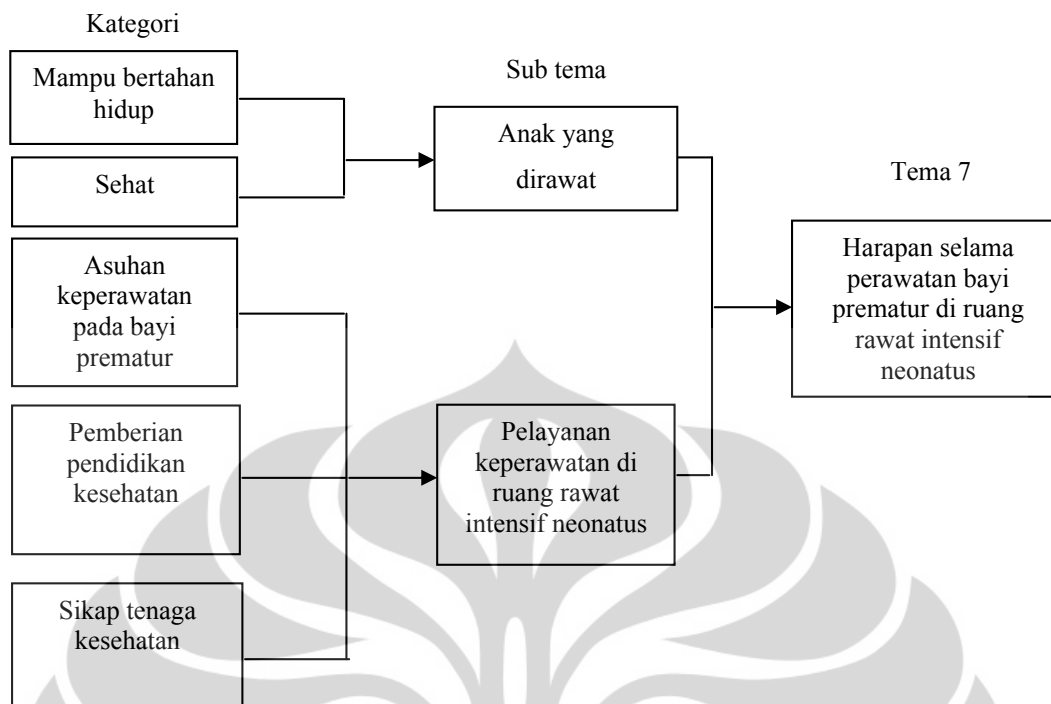 Kategori
Mampu bertahan
hidup
Sehat
Asuhan
keperawatan
pada bayi
prematur
Pemberian
pendidikan
kesehatan
Sikap tenaga
kesehatan
Sub tema
Anak yang
dirawat
Pelayanan
keperawatan di
ruang rawat
intensif neonatus
Tema 7
Harapan selama
perawatan bayi
prematur di ruang
rawat intensif
neonatus